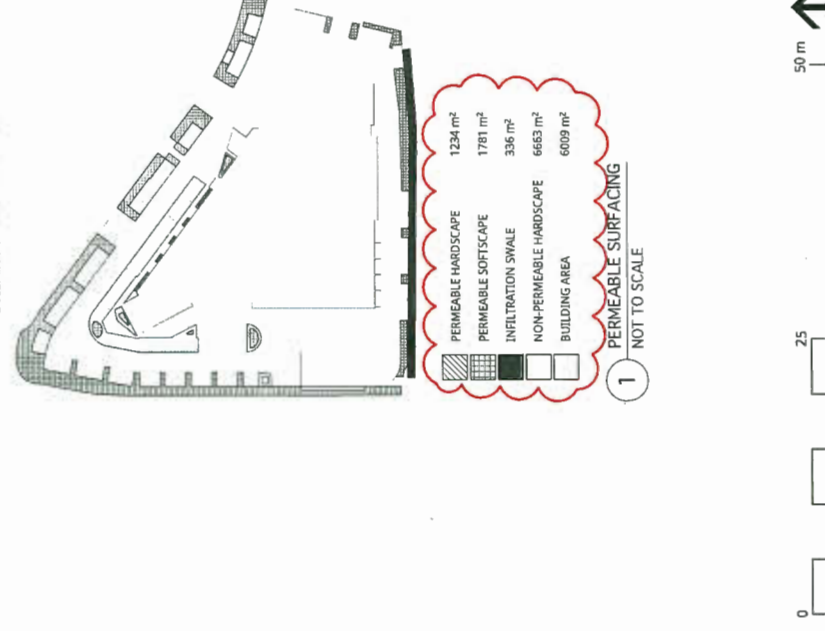 PERMEABLE HARDSCAPE 1234 m²
PERMEABLE SOFTSCAPE 1781 m²
INFILTRATION SWALE 336 m²
NON-PERMEABLE HARDSCAPE 6663 m²
BUILDING AREA 6009 m²
1 PERMEABLE SURFACING
NOT TO SCALE
0 25 50 m